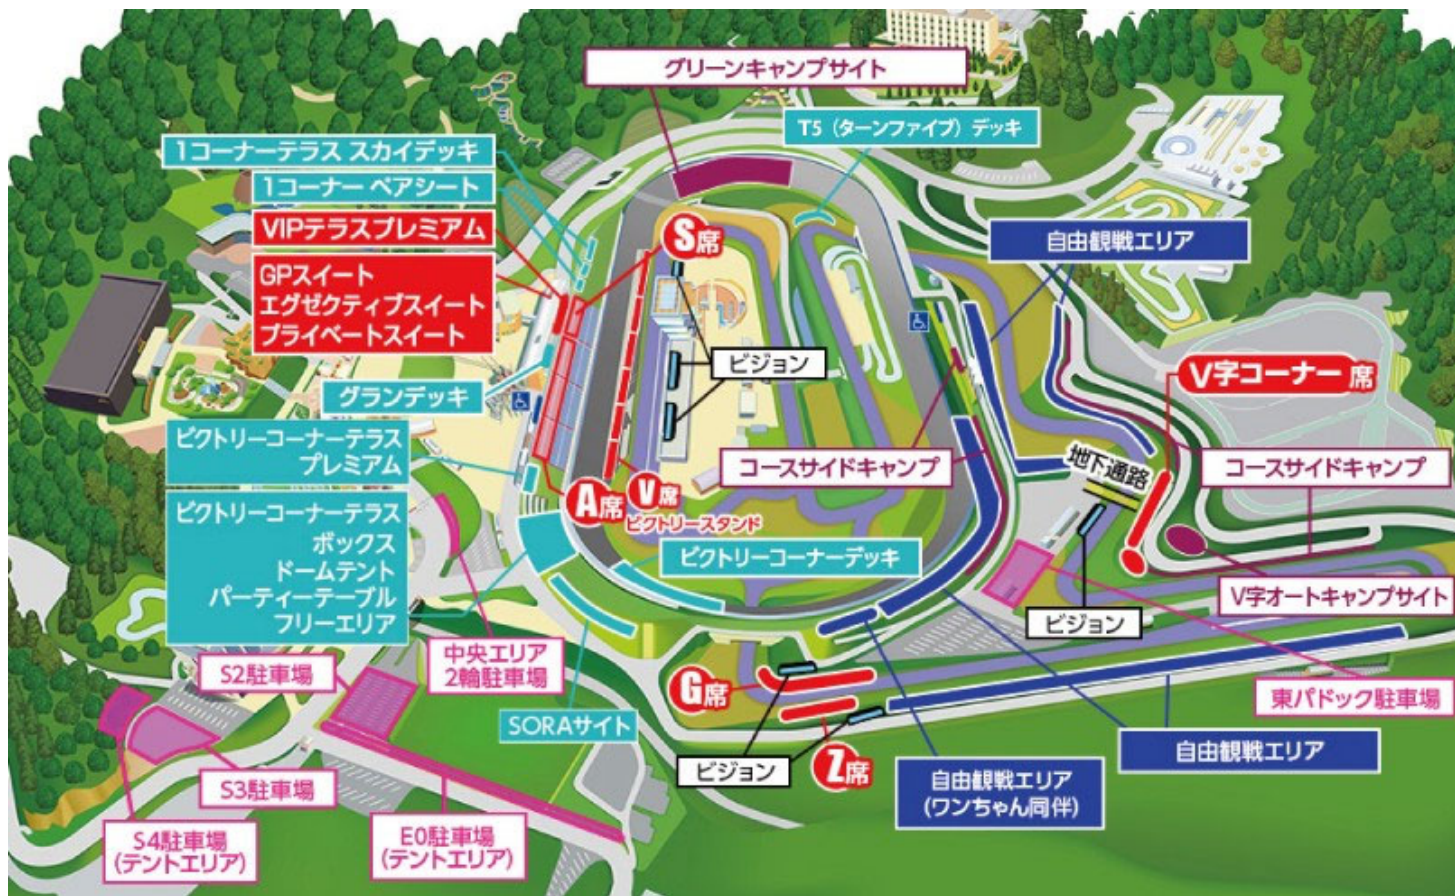 グリーンキャンプサイト
T5（ターンファイブ）デッキ
1コーナーテラス スカイデッキ
1コーナー ペアシート
VIPテラスプレミアム
S席
自由観戦エリア
GPスイート
エグゼクティブスイート
プライベートスイート
ビジョン
V字コーナー 席
グランデッキ
ビクトリーコーナーテラス
プレミアム
コースサイドキャンプ
地下通路
コースサイドキャンプ
A席
V席
ビクトリースタンド
ビクトリーコーナーテラス
ボックス
ドームテント
パーティーテーブル
フリーエリア
ビクトリーコーナーデッキ
V字オートキャンプサイト
ビジョン
S2駐車場
中央エリア
2輪駐車場
G席
東パドック駐車場
SORAサイト
自由観戦エリア
ビジョン
Z席
自由観戦エリア
(ワンちゃん同伴)
S3駐車場
S4駐車場
(テントエリア)
E0駐車場
(テントエリア)